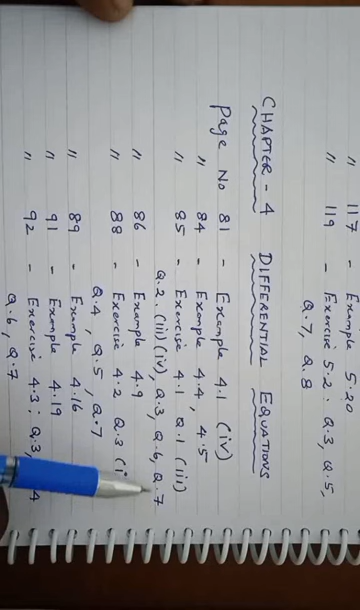 " 117 - Example 5.20
" 119 - Exercise 5.2 : Q.3, Q.5,
Q.7, Q.8
CHAPTER - 4 DIFFERENTIAL EQUATIONS
Page No 81 - Example 4.1 (iv)
" 84 - Example 4.4, 4.5
" 85 - Exercise 4.1 Q.1 (iii)
Q.2. (iii) (iv), Q.3, Q.6, Q.7
" 86 - Example 4.9
" 88 - Exercise 4.2 Q.3 (i
Q.4, Q.5, Q.7
" 89 - Example 4.16
" 91 - Example 4.19
" 92 - Exercise 4.3 : Q.3, 4
Q.6, Q.7